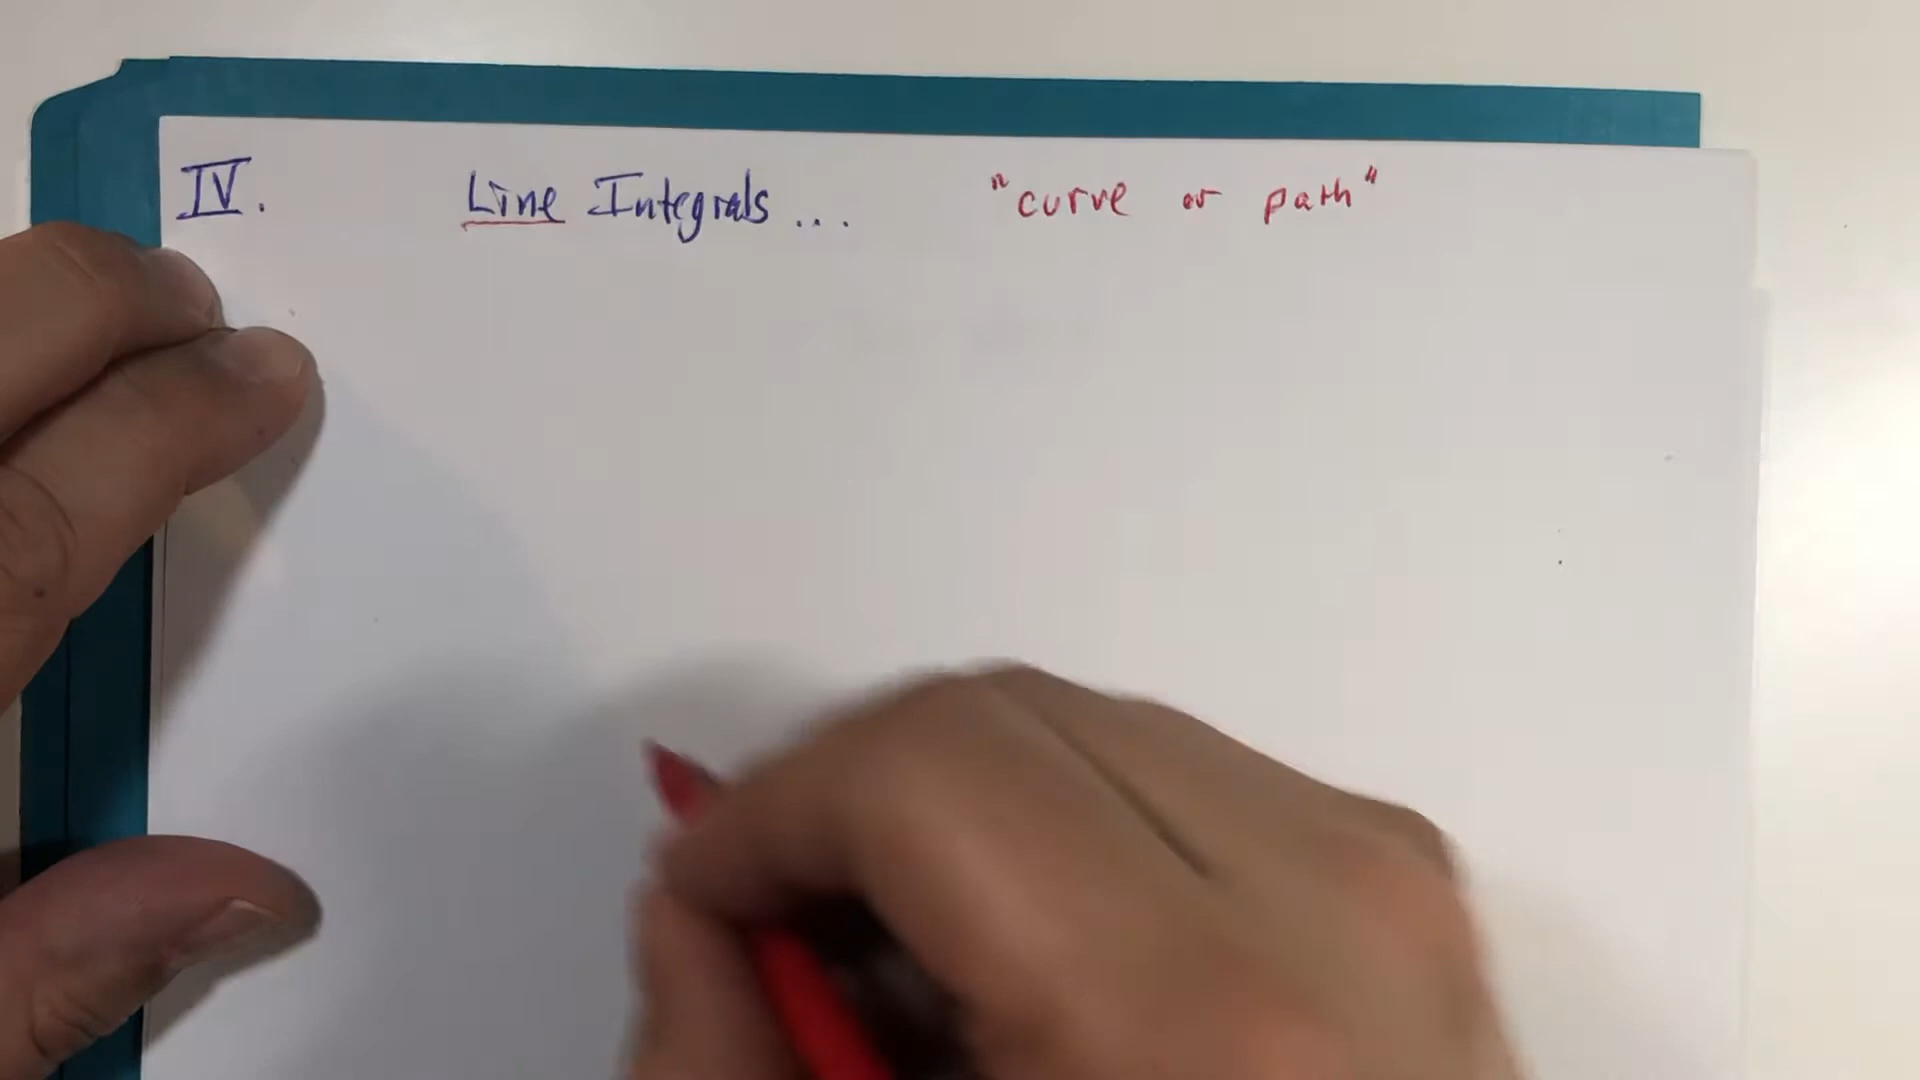 IV. Line Integrals ... "curve or path"